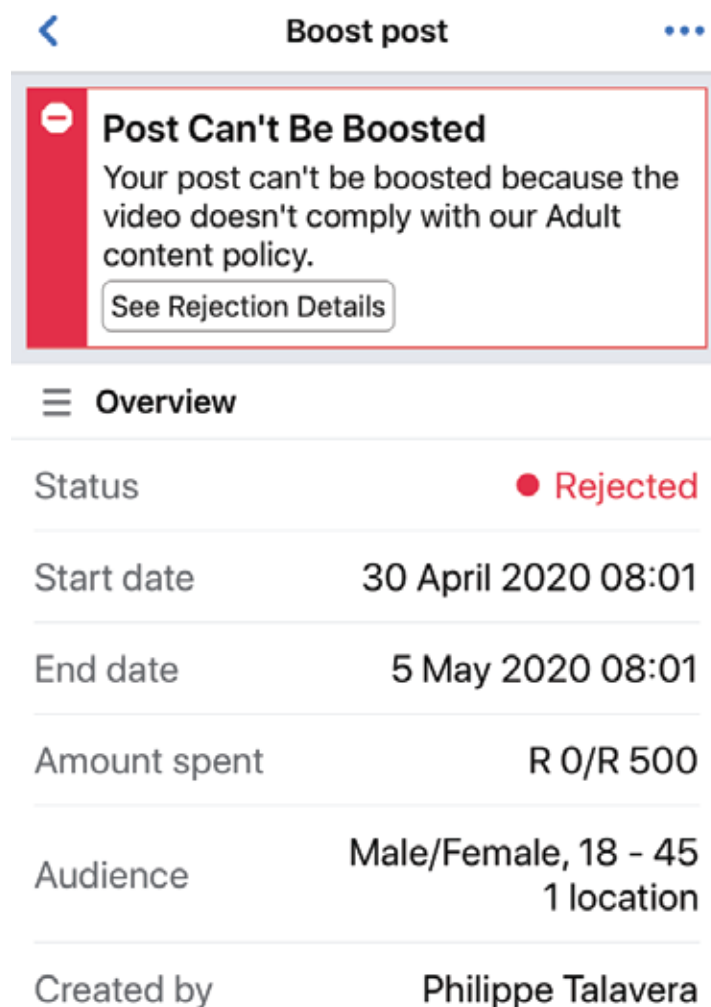 Boost post
Post Can't Be Boosted
Your post can't be boosted because the
video doesn't comply with our Adult
content policy.
See Rejection Details
Overview
Status Rejected
Start date 30 April 2020 08:01
End date 5 May 2020 08:01
Amount spent R 0/R 500
Audience Male/Female, 18 - 45
1 location
Created by Philippe Talavera